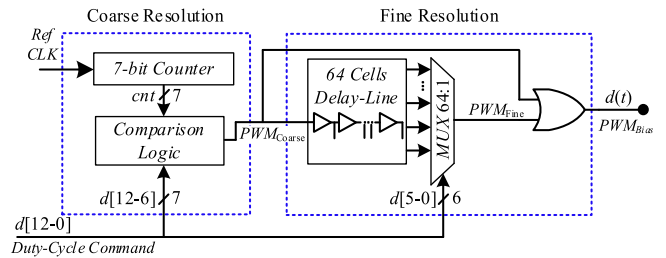 Coarse Resolution
Fine Resolution
Ref
CLK
7-bit Counter
cnt 7
Comparison
Logic
PWMCoarse
64 Cells
Delay-Line
...
MUX 64:1
PWMFine
d(t)
PWMBias
d[12-6] 7
d[5-0] 6
d[12-0]
Duty-Cycle Command